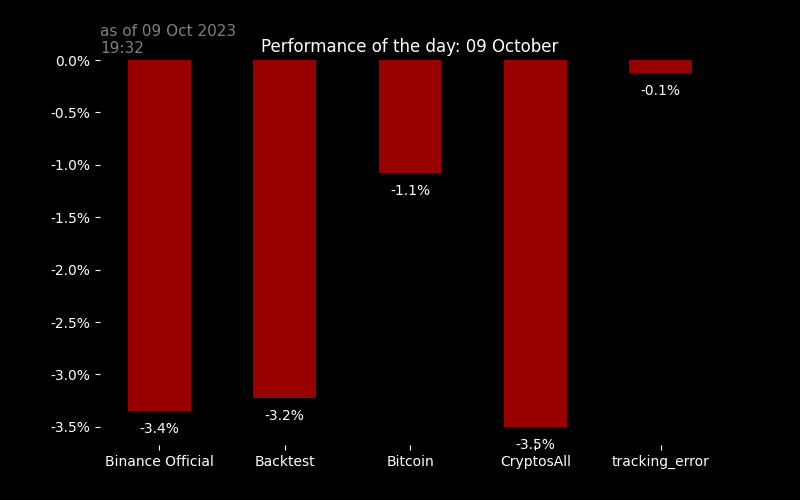 as of 09 Oct 2023
19:32
Performance of the day: 09 October
0.0%
-0.5%
-1.0%
-1.5%
-2.0%
-2.5%
-3.0%
-3.5%
-3.4%
-3.2%
-1.1%
-3.5%
-0.1%
Binance Official
Backtest
Bitcoin
CryptosAll
tracking_error